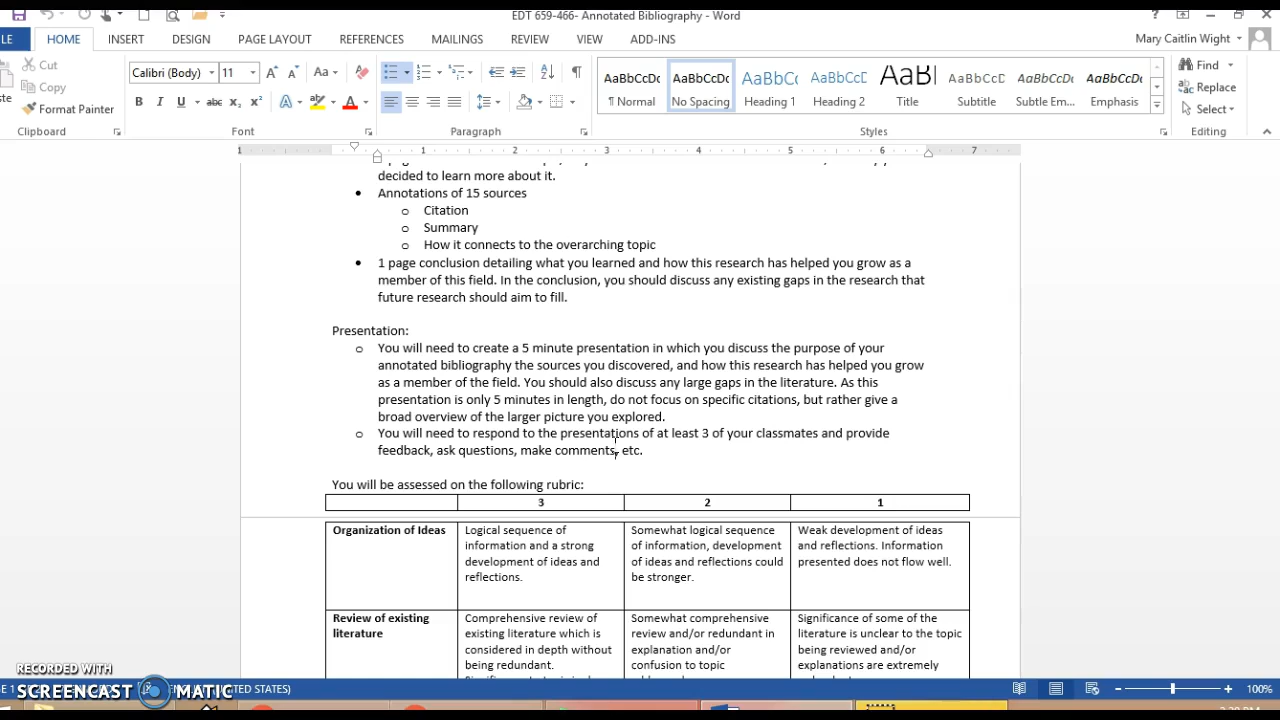 EDT 659-466- Annotated Bibliography - Word
HOME INSERT DESIGN PAGE LAYOUT REFERENCES MAILINGS REVIEW VIEW ADD-INS
Mary Caitlin Wight
Cut
Copy
Format Painter
Calibri (Body) 11
AaBbCcDc AaBbCcDc AaBbCc AaBbCcE AaBl AaBbCcD AaBbCcDc AaBbCcDc
¶ Normal No Spacing Heading 1 Heading 2 Title Subtitle Subtle Em... Emphasis
Find
Replace
Select
Clipboard Font Paragraph Styles Editing
1 1 2 3 4 5 6 7
decided to learn more about it.
• Annotations of 15 sources
o Citation
o Summary
o How it connects to the overarching topic
• 1 page conclusion detailing what you learned and how this research has helped you grow as a
member of this field. In the conclusion, you should discuss any existing gaps in the research that
future research should aim to fill.
Presentation:
o You will need to create a 5 minute presentation in which you discuss the purpose of your
annotated bibliography the sources you discovered, and how this research has helped you grow
as a member of the field. You should also discuss any large gaps in the literature. As this
presentation is only 5 minutes in length, do not focus on specific citations, but rather give a
broad overview of the larger picture you explored.
o You will need to respond to the presentations of at least 3 of your classmates and provide
feedback, ask questions, make comments, etc.
You will be assessed on the following rubric:
3 2 1
Organization of Ideas
Logical sequence of
information and a strong
development of ideas and
reflections.
Somewhat logical sequence
of information, development
of ideas and reflections could
be stronger.
Weak development of ideas
and reflections. Information
presented does not flow well.
Review of existing
literature
Comprehensive review of
existing literature which is
considered in depth without
being redundant.
Somewhat comprehensive
review and/or redundant in
explanation and/or
confusion to topic
Significance of some of the
literature is unclear to the topic
being reviewed and/or
explanations are extremely
RECORDED WITH
SCREENCAST MATIC
100%